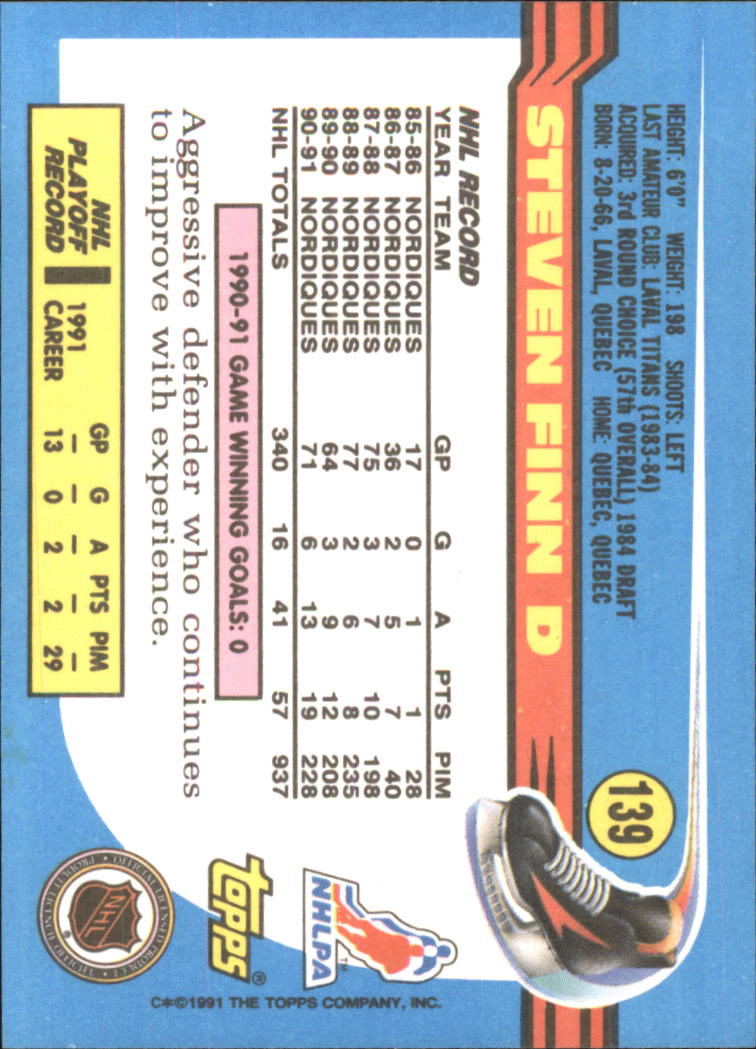 139
HEIGHT: 6'0" WEIGHT: 198 SHOOTS: LEFT
LAST AMATEUR CLUB: LAVAL TITANS (1983-84)
ACQUIRED: 3rd ROUND CHOICE (57th OVERALL) 1984 DRAFT
BORN: 8-20-66, LAVAL, QUEBEC HOME: QUEBEC, QUEBEC
STEVEN FINN D
NHL RECORD
YEAR TEAM GP G A PTS PIM
85-86 NORDIQUES 17 0 1 1 28
86-87 NORDIQUES 36 2 5 7 40
87-88 NORDIQUES 75 3 7 10 198
88-89 NORDIQUES 77 2 6 8 235
89-90 NORDIQUES 64 3 9 12 208
90-91 NORDIQUES 71 6 13 19 228
NHL TOTALS 340 16 41 57 937
1990-91 GAME WINNING GOALS: 0
Aggressive defender who continues
to improve with experience.
NHL PLAYOFF RECORD
GP G A PTS PIM
1991 – – – – –
CAREER 13 0 2 2 29
NHLPA™
TOPPS®
NHL®
OFFICIAL LICENSED PRODUCT •
C*©1991 THE TOPPS COMPANY, INC.